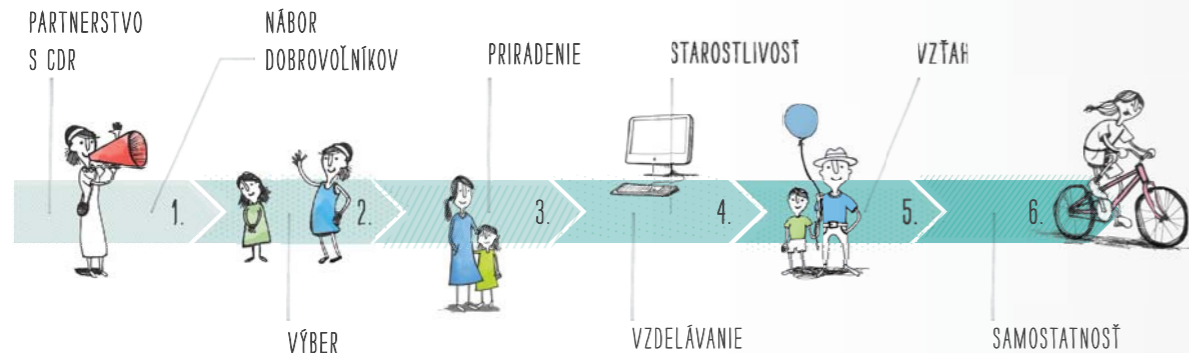 PARTNERSTVO
S CDR
NÁBOR
DOBROVOĽNÍKOV
PRIRADENIE
STAROSTLIVOSŤ
VZŤAH
1.
2.
3.
4.
5.
6.
VÝBER
VZDELÁVANIE
SAMOSTATNOSŤ